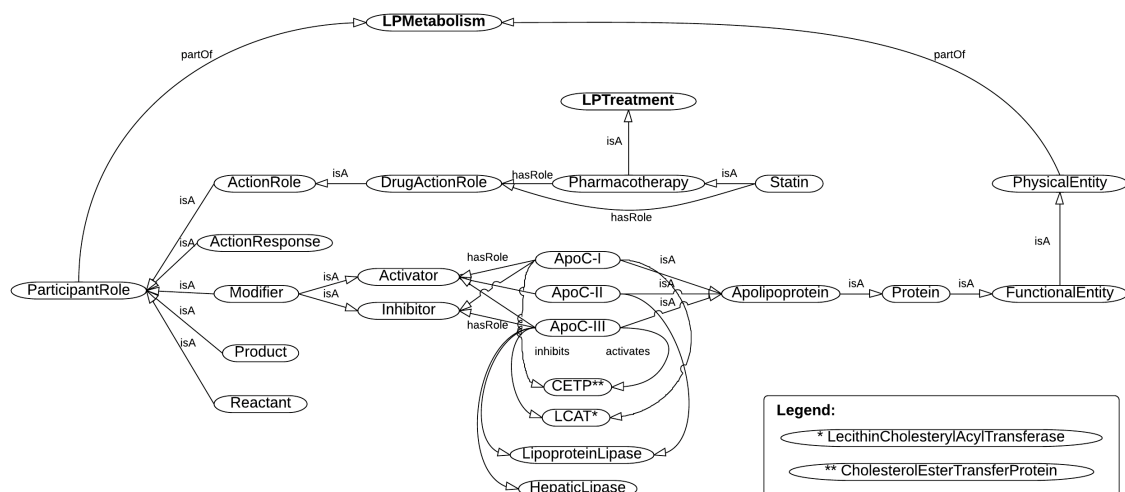 LPMetabolism
partOf
partOf
LPTreatment
isA
ActionRole
isA
DrugActionRole
hasRole
Pharmacotherapy
isA
Statin
PhysicalEntity
isA
hasRole
isA
ActionResponse
isA
hasRole
ApoC-I
isA
ParticipantRole
isA
Modifier
isA
isA
Activator
Inhibitor
ApoC-II
isA
isA
Apolipoprotein
isA
Protein
isA
FunctionalEntity
isA
hasRole
ApoC-III
isA
Product
inhibits
activates
CETP**
Reactant
LCAT*
LipoproteinLipase
HepaticLipase
Legend:
* LecithinCholesterylAcylTransferase
** CholesterolEsterTransferProtein